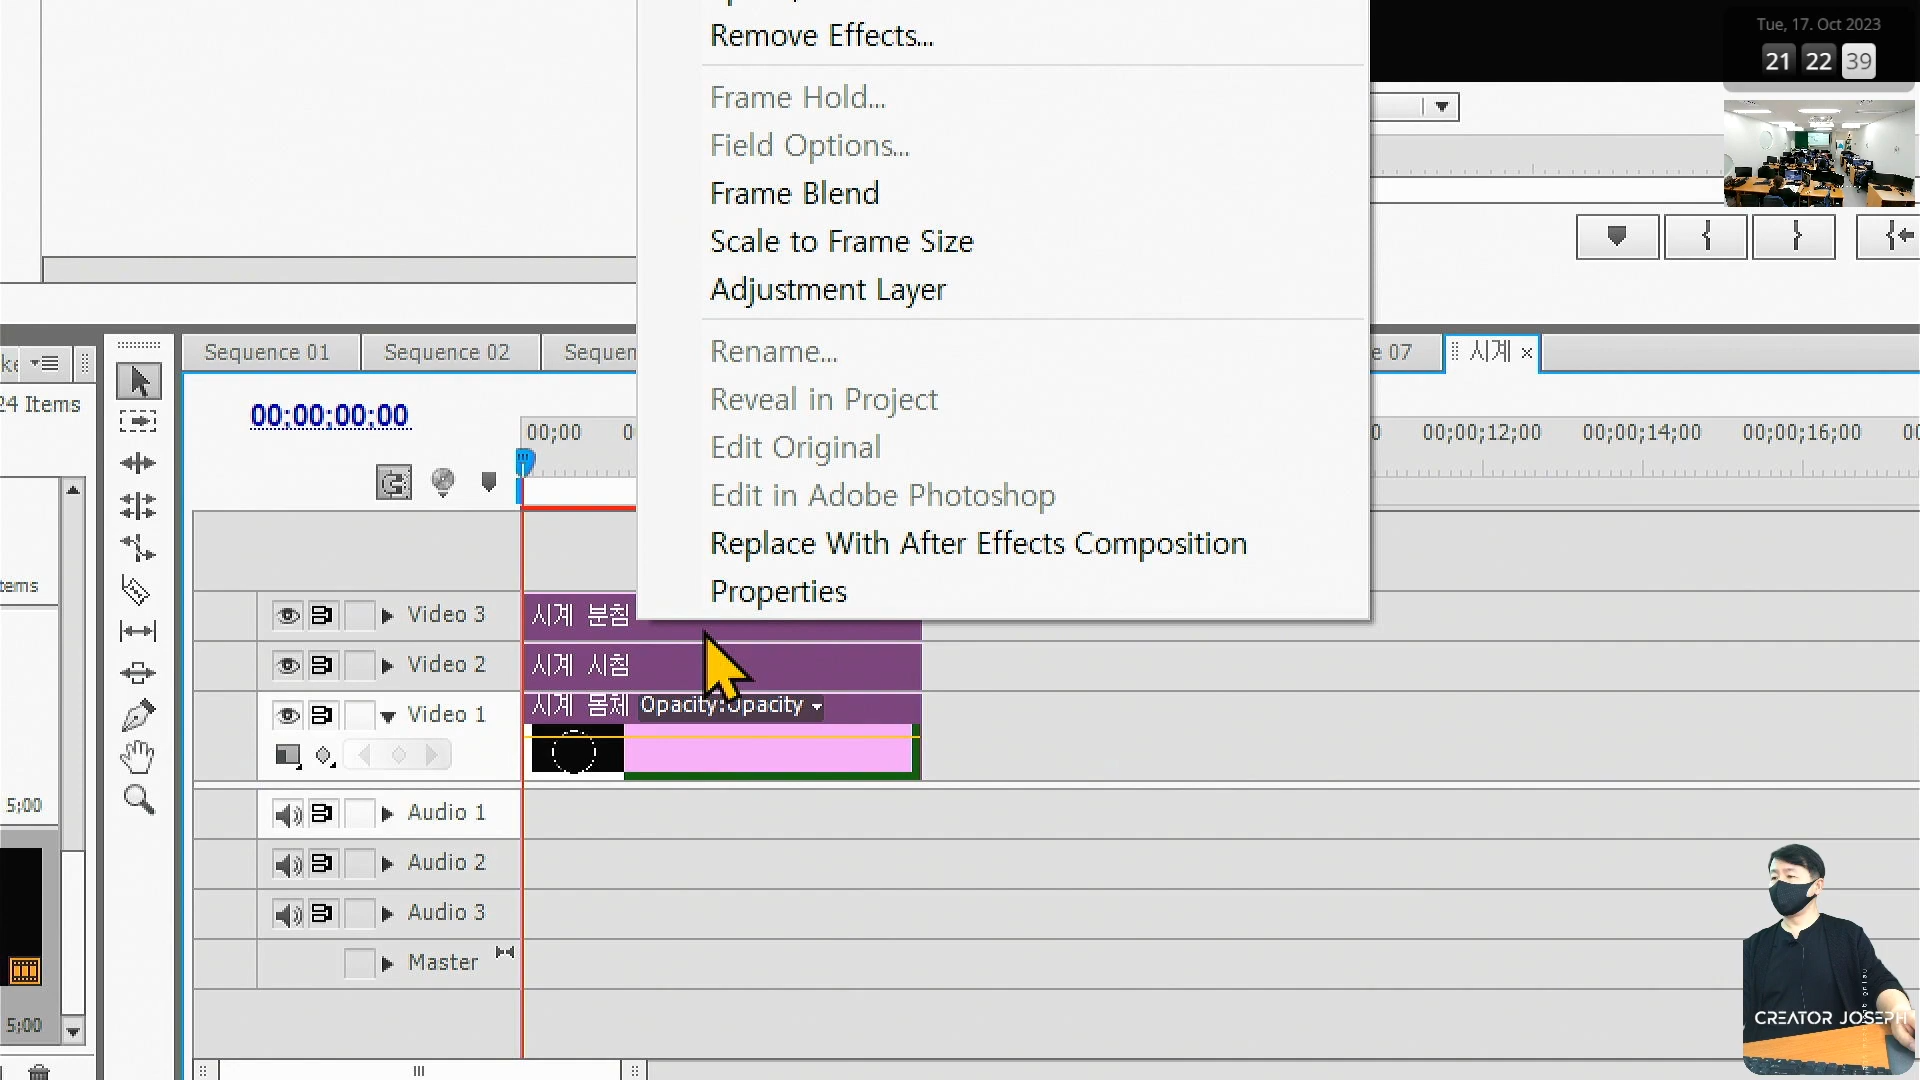 Remove Effects...
Tue, 17. Oct 2023
21 22 39
Frame Hold...
Field Options...
Frame Blend
Scale to Frame Size
Adjustment Layer
Rename...
Reveal in Project
Edit Original
Edit in Adobe Photoshop
Replace With After Effects Composition
Properties
Sequence 01
Sequence 02
Sequen
e 07
시계
24 Items
00;00;00;00
00;00
00;00;12;00
00;00;14;00
00;00;16;00
tems
Video 3
시계 분침
Video 2
시계 시침
Video 1
시계 몸체
Opacity:Opacity
5;00
Audio 1
Audio 2
Audio 3
Master
5;00
CREATOR JOSEPH